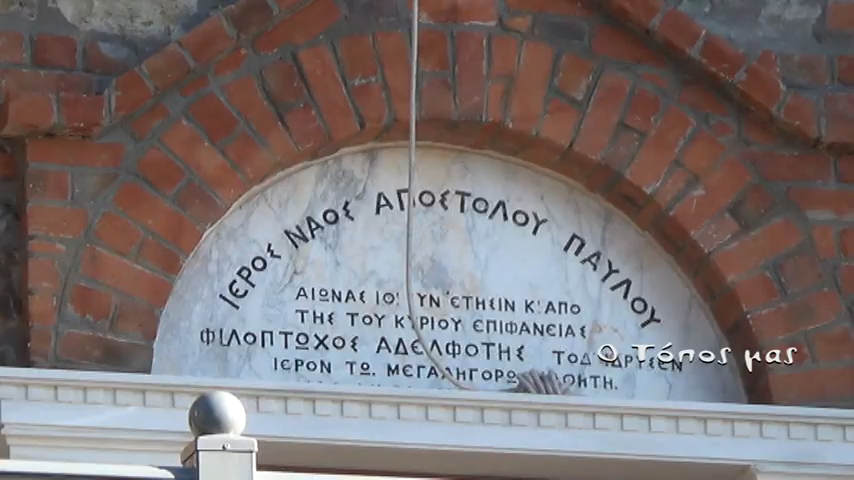 ΙΕΡΟΣ ΝΑΟΣ ΑΠΟΣΤΟΛΟΥ ΠΑΥΛΟΥ
ΑΙΩΝΑΣ ΙΘ' ΣΥΝ ἜΤΗΣΙΝ Κ' ΑΠΟ
ΤΗΣ ΤΟΥ ΚΥΡΙΟΥ ΕΠΙΦΑΝΕΙΑΣ
ΦΙΛΟΠΤΩΧΟΣ ΑΔΕΛΦΟΤΗΣ
ΙΕΡΟΝ ΤΩ ΜΕΓΑΛΗΓΟΡΩ
Ο Τόπος μας